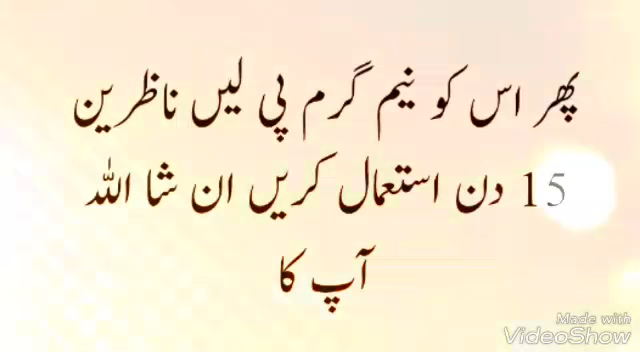 پھر اس کو نیم گرم پی لیں ناظرین
15 دن استعمال کریں ان شا اللہ
آپ کا
Made with
VideoShow